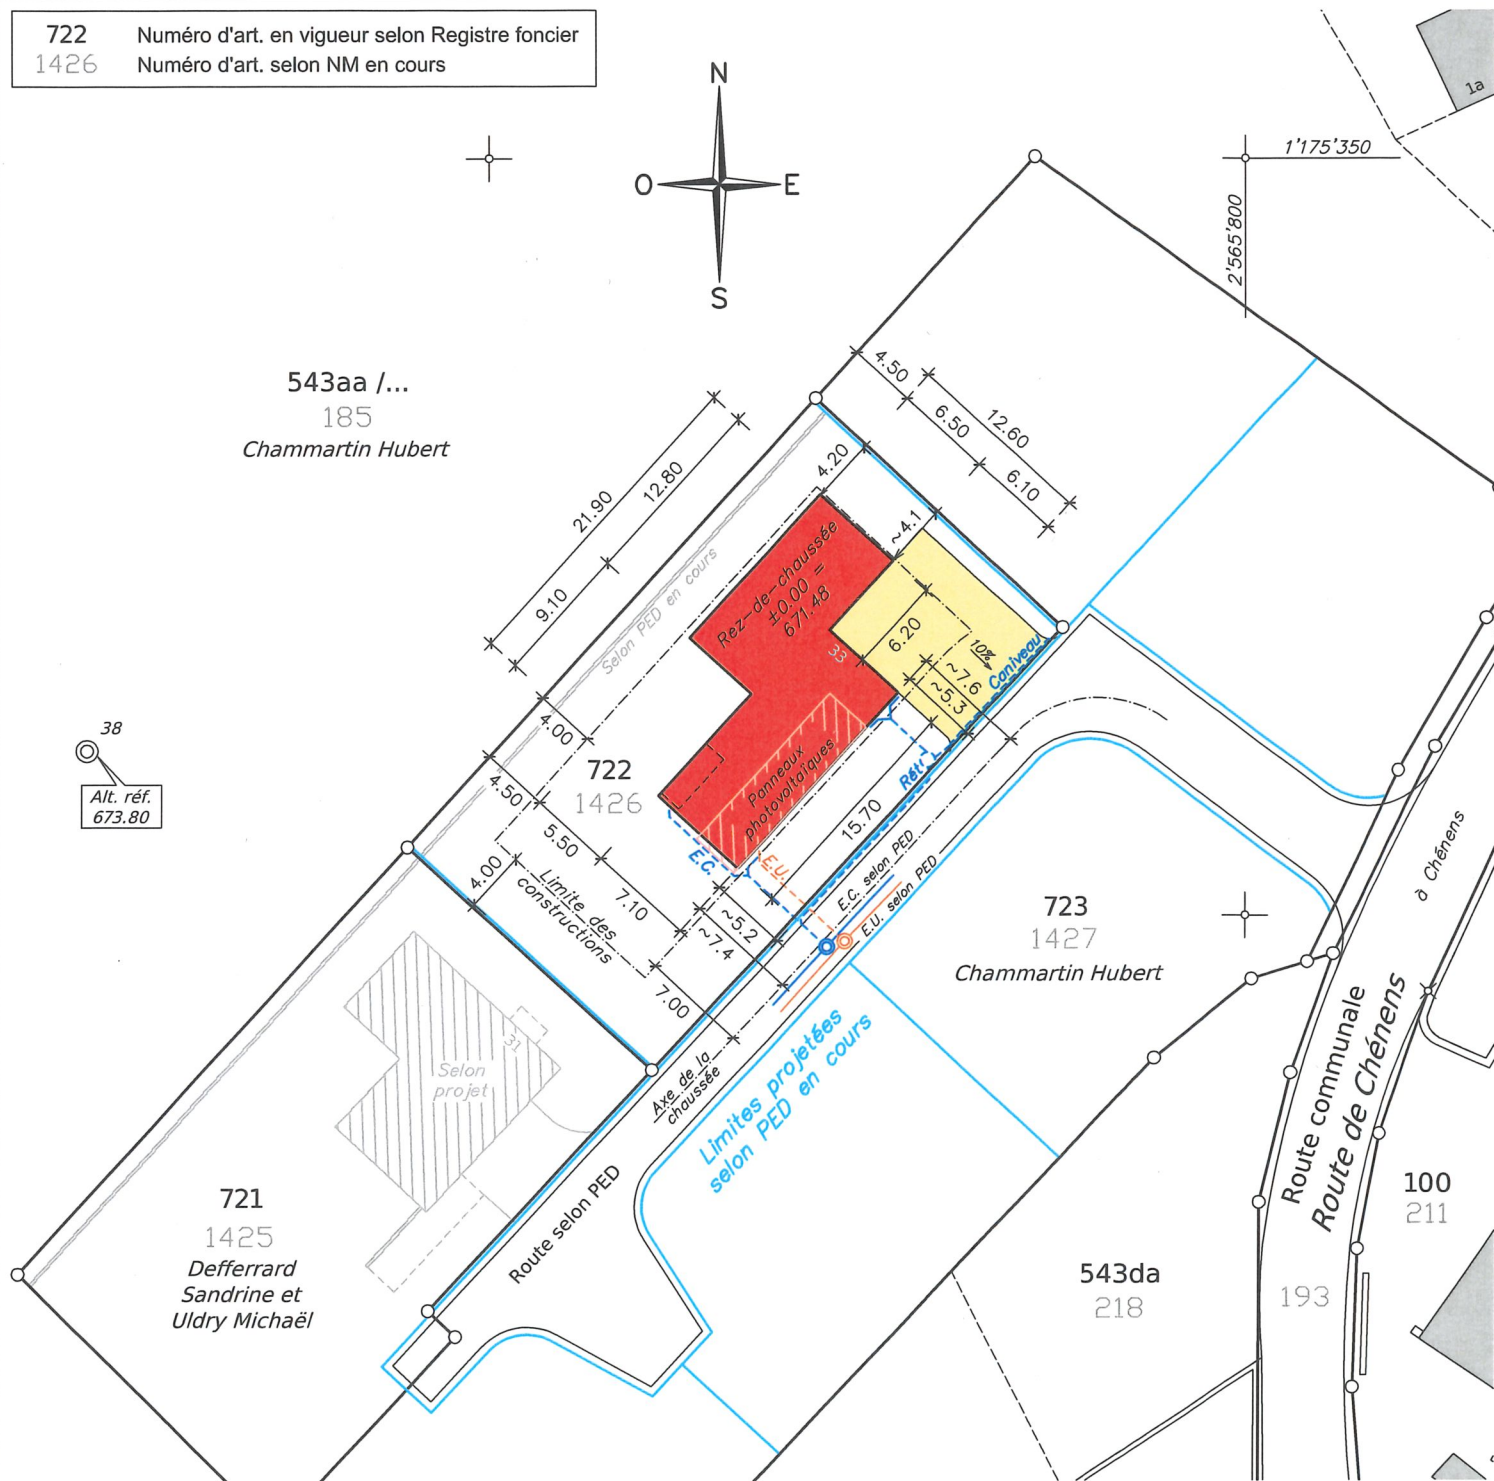 722 Numéro d'art. en vigueur selon Registre foncier
1426 Numéro d'art. selon NM en cours
N
O
E
S
1a
1'175'350
2'565'800
543aa /...
185
Chammartin Hubert
4.50
12.60
6.50
6.10
4.20
~4.1
21.90
12.80
9.10
Selon PED en cours
Rez-de-chaussée
±0.00 =
671.48
33
6.20
10%
Caniveau
~7.6
~5.3
38
Alt. réf.
673.80
4.00
4.50
722
1426
Panneaux
photovoltaïques
Rét.
15.70
E.C.
E.U.
5.50
4.00
7.10
Limite des
constructions
~5.2
~7.4
7.00
E.C. selon PED
E.U. selon PED
723
1427
Chammartin Hubert
à Chénens
Selon
projet
31
Axe de la
chaussée
Limites projetées
selon PED en cours
Route communale
Route de Chénens
721
1425
Defferrard
Sandrine et
Uldry Michaël
Route selon PED
100
211
543da
218
193